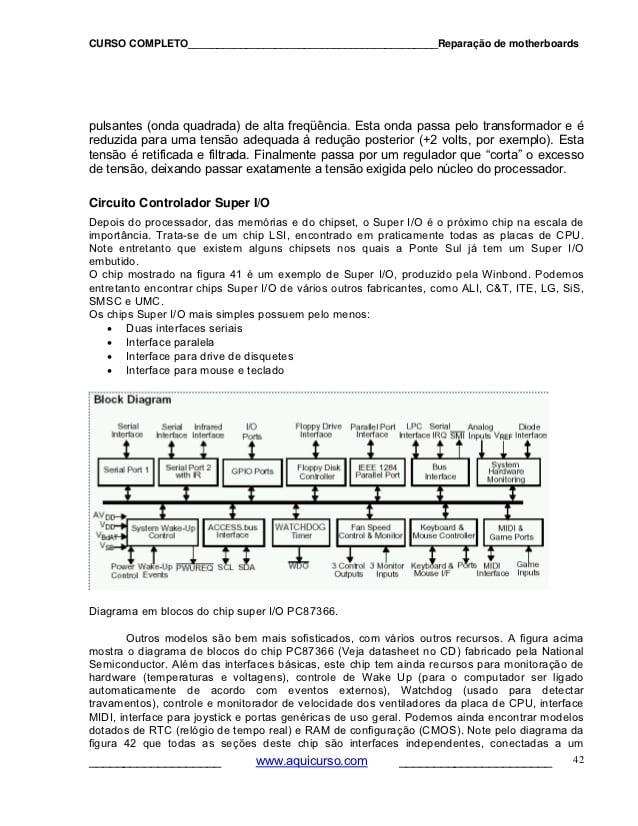 CURSO COMPLETO_________________________________________Reparação de motherboards
pulsantes (onda quadrada) de alta freqüência. Esta onda passa pelo transformador e é
reduzida para uma tensão adequada à redução posterior (+2 volts, por exemplo). Esta
tensão é retificada e filtrada. Finalmente passa por um regulador que “corta” o excesso
de tensão, deixando passar exatamente a tensão exigida pelo núcleo do processador.
Circuito Controlador Super I/O
Depois do processador, das memórias e do chipset, o Super I/O é o próximo chip na escala de
importância. Trata-se de um chip LSI, encontrado em praticamente todas as placas de CPU.
Note entretanto que existem alguns chipsets nos quais a Ponte Sul já tem um Super I/O
embutido.
O chip mostrado na figura 41 é um exemplo de Super I/O, produzido pela Winbond. Podemos
entretanto encontrar chips Super I/O de vários outros fabricantes, como ALI, C&T, ITE, LG, SiS,
SMSC e UMC.
Os chips Super I/O mais simples possuem pelo menos:
• Duas interfaces seriais
• Interface paralela
• Interface para drive de disquetes
• Interface para mouse e teclado
Block Diagram
Serial Serial Infrared I/O Floppy Drive Parallel Port LPC Serial Analog Diode
Interface Interface Interface Ports Interface Interface Interface IRQ SMI Inputs VREF Interface
Serial Port 1 Serial Port 2 GPIO Ports Floppy Disk IEEE 1284 Bus System
with IR Controller Parallel Port Interface Hardware
Monitoring
AVDD
VDD
VBAT
VSB
System Wake-Up ACCESS.bus WATCHDOG Fan Speed Keyboard & MIDI &
Control Interface Timer Control & Monitor Mouse Controller Game Ports
Power Wake-Up PWUREQ SCL SDA WDO 3 Control 3 Monitor Keyboard & Ports MIDI Game
Control Events Outputs Inputs Mouse I/F Interface Inputs
Diagrama em blocos do chip super I/O PC87366.
Outros modelos são bem mais sofisticados, com vários outros recursos. A figura acima
mostra o diagrama de blocos do chip PC87366 (Veja datasheet no CD) fabricado pela National
Semiconductor. Além das interfaces básicas, este chip tem ainda recursos para monitoração de
hardware (temperaturas e voltagens), controle de Wake Up (para o computador ser ligado
automaticamente de acordo com eventos externos), Watchdog (usado para detectar
travamentos), controle e monitorador de velocidade dos ventiladores da placa de CPU, interface
MIDI, interface para joystick e portas genéricas de uso geral. Podemos ainda encontrar modelos
dotados de RTC (relógio de tempo real) e RAM de configuração (CMOS). Note pelo diagrama da
figura 42 que todas as seções deste chip são interfaces independentes, conectadas a um
___________________ www.aquicurso.com ______________________ 42